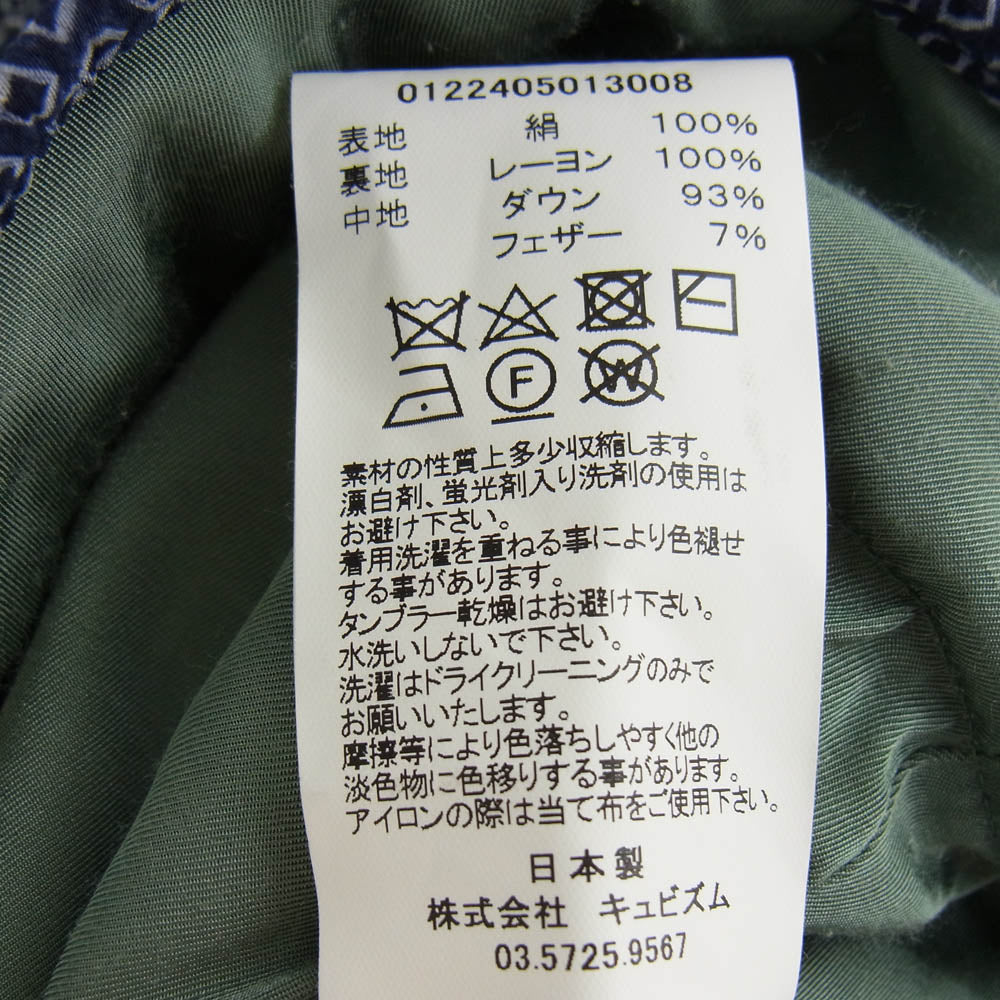 0122405013008
表地 絹 100%
裏地 レーヨン 100%
中地 ダウン 93%
フェザー 7%
F
W
素材の性質上多少収縮します。
漂白剤、蛍光剤入り洗剤の使用は
お避け下さい。
着用洗濯を重ねる事により色褪せ
する事があります。
タンブラー乾燥はお避け下さい。
水洗いしないで下さい。
洗濯はドライクリーニングのみで
お願いいたします。
摩擦等により色落ちしやすく他の
淡色物に色移りする事があります。
アイロンの際は当て布をご使用下さい。
日本製
株式会社 キュビズム
03.5725.9567